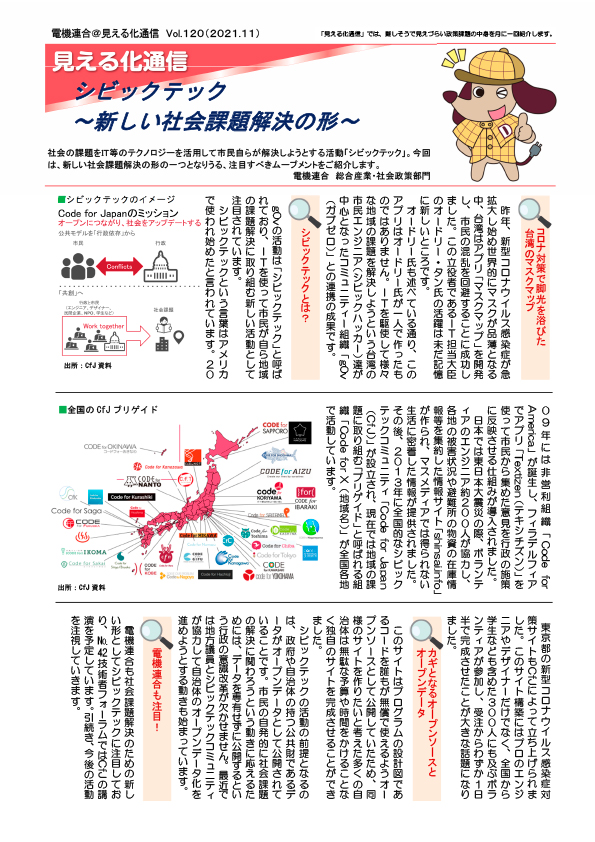 電機連合@見える化通信 Vol.120(2021.11)
「見える化通信」では、難しそうで見えづらい政策課題の中身を月に一回紹介します。
見える化通信
シビックテック
～新しい社会課題解決の形～
社会の課題をIT等のテクノロジーを活用して市民自らが解決しようとする活動「シビックテック」。今回
は、新しい社会課題解決の形の一つとなりうる、注目すべきムーブメントをご紹介します。
電機連合 総合産業・社会政策部門
コロナ対策で脚光を浴びた
台湾のマスクマップ
昨年、新型コロナウイルス感染症が急
拡大し始め世界的にマスクが品薄となる
中、台湾はアプリ「マスクマップ」を開発
し、市民の混乱を回避することに成功し
ました。この立役者であるIT担当大臣
のオードリー・タン氏の活躍は未だ記憶
に新しいところです。
オードリー氏も述べている通り、この
アプリはオードリー氏が一人で作ったも
のではありません。ITを駆使して様々
な地域の課題を解決しようという台湾の
市民エンジニア(シビックハッカー)達が
中心となったコミュニティー組織「g0v
(ガブゼロ)」との連携の成果です。
シビックテックとは?
g0vの活動は「シビックテック」と呼ば
れており、ITを使って市民が自ら地域
の課題解決に取り組む新しい活動として
注目されています。
シビックテックという言葉はアメリカ
で使われ始めたと言われています。20
■シビックテックのイメージ
Code for Japanのミッション
オープンにつながり、社会をアップデートする
公共モデルを「行政依存」から
市民
行政
Conflicts
「共創」へ
行政と市民
(エンジニア、デザイナー、
民間企業、NPO、学生など)
社会課題
Work together
出所：CfJ資料
09年には非営利組織「Code for
America」が誕生し、フィラデルフィア
でアプリ「Textizen(テキシチズン)」を
使って市民から集めた意見を行政の施策
に反映させる仕組みが導入されました。
日本では東日本大震災の際、ボランテ
ィアのエンジニア約200人が協力し、
各地の被害状況や避難所の物資の在庫情
報等を集約した情報サイト「sinsai.info」
が作られ、マスメディアでは得られない
生活に密着した情報が提供されました。
その後、2013年に全国的なシビック
テックコミュニティ「Code for Japan
(CfJ)」が設立され、現在では地域の課
題に取り組む「ブリゲイド」と呼ばれる組
織「Code for X(地域名)」が全国各地
で活動しています。
■全国のCfJブリゲイド
CODE for OKINAWA
CODE for SAPPORO
Code for Kanazawa
CODE for AIZU
CODE for NANTO
Code for Kurashiki
CODE for KORIYAMA
CODE for IBARAKI
Code for Saga
Code for IKOMA
Code for Sakai
CODE for KOBE
Code for Nagoya
Code for Kanagawa
Code for Tokyo
CODE for YOKOHAMA
出所：CfJ資料
東京都の新型コロナウイルス感染症対
策サイトもCfJによって立ち上げられま
した。このサイト構築にはプロのエンジ
ニアやデザイナーだけでなく、全国から
学生なども含めた300人にも及ぶボラ
ンティアが参加し、受注からわずか1日
半で完成させたことが大きな話題になり
ました。
カギとなるオープンソースと
オープンデータ
このサイトはプログラムの設計図であ
るコードを誰もが無償で使えるようオー
プンソースとして公開していたため、同
様のサイトを作りたいと考えた多くの自
治体は無駄な予算や時間をかけることな
く独自のサイトを完成させることができ
ました。
シビックテックの活動の前提となるの
は、政府や自治体の持つ公共財であるデ
ータがオープンデータとして公開されて
いることです。市民の自発的に社会課題
の解決に関わろうという動きに応えるた
めには、データを専有せずに公開するとい
う行政の意識改革が欠かせません。最近で
は地方議員とシビックテックコミュニティ
が協力して自治体のオープンデータ化を
進めようとする動きも始まっています。
電機連合も注目!
電機連合も社会課題解決のための新し
い形としてシビックテックに注目してお
り、No.42技術者フォーラムではCfJの講
演を予定しています。引続き、今後の活動
を注視していきます。